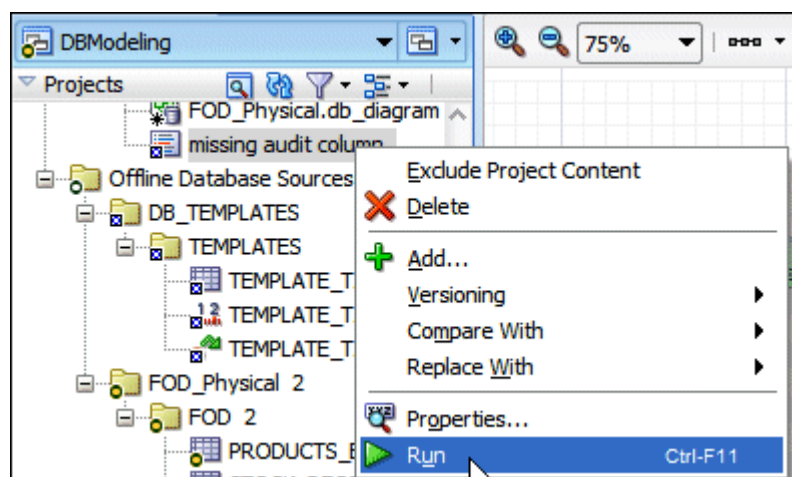 DBModeling
75%
Projects
FOD_Physical.db_diagram
missing audit column
Offline Database Sources
DB_TEMPLATES
TEMPLATES
TEMPLATE_T
TEMPLATE_T
TEMPLATE_T
FOD_Physical 2
FOD 2
PRODUCTS_
Exclude Project Content
Delete
Add...
Versioning
Compare With
Replace With
Properties...
Run Ctrl-F11